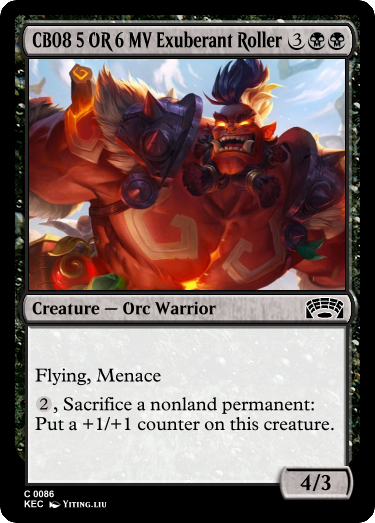 CB08 5 OR 6 MV Exuberant Roller 3
Creature — Orc Warrior
Flying, Menace
2, Sacrifice a nonland permanent:
Put a +1/+1 counter on this creature.
4/3
C 0086
KEC Yiting.liu